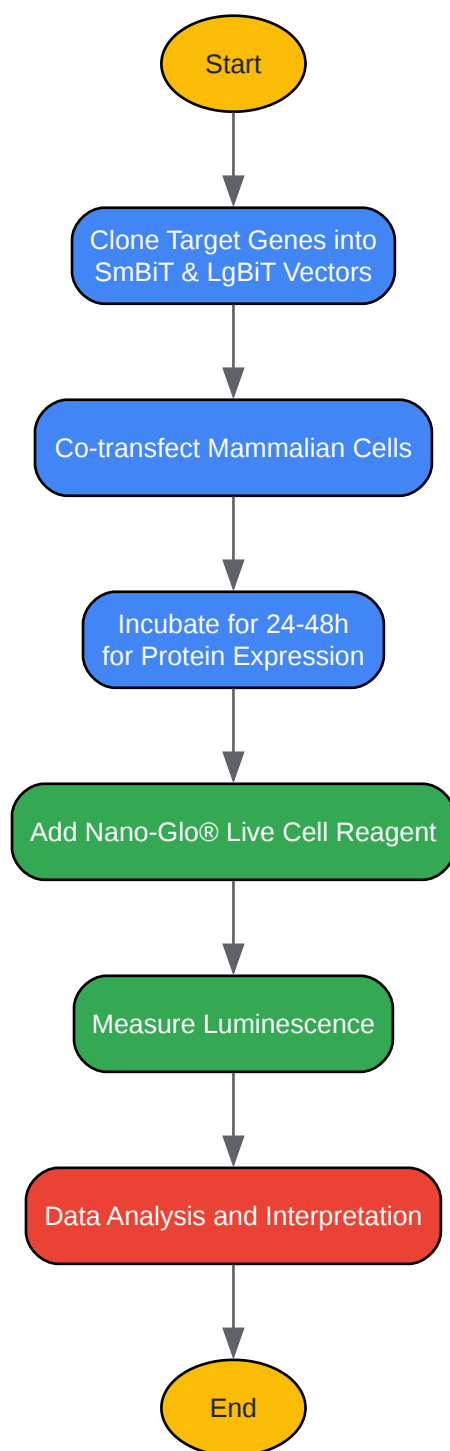 Start
Clone Target Genes into
SmBiT & LgBiT Vectors
Co-transfect Mammalian Cells
Incubate for 24-48h
for Protein Expression
Add Nano-Glo® Live Cell Reagent
Measure Luminescence
Data Analysis and Interpretation
End